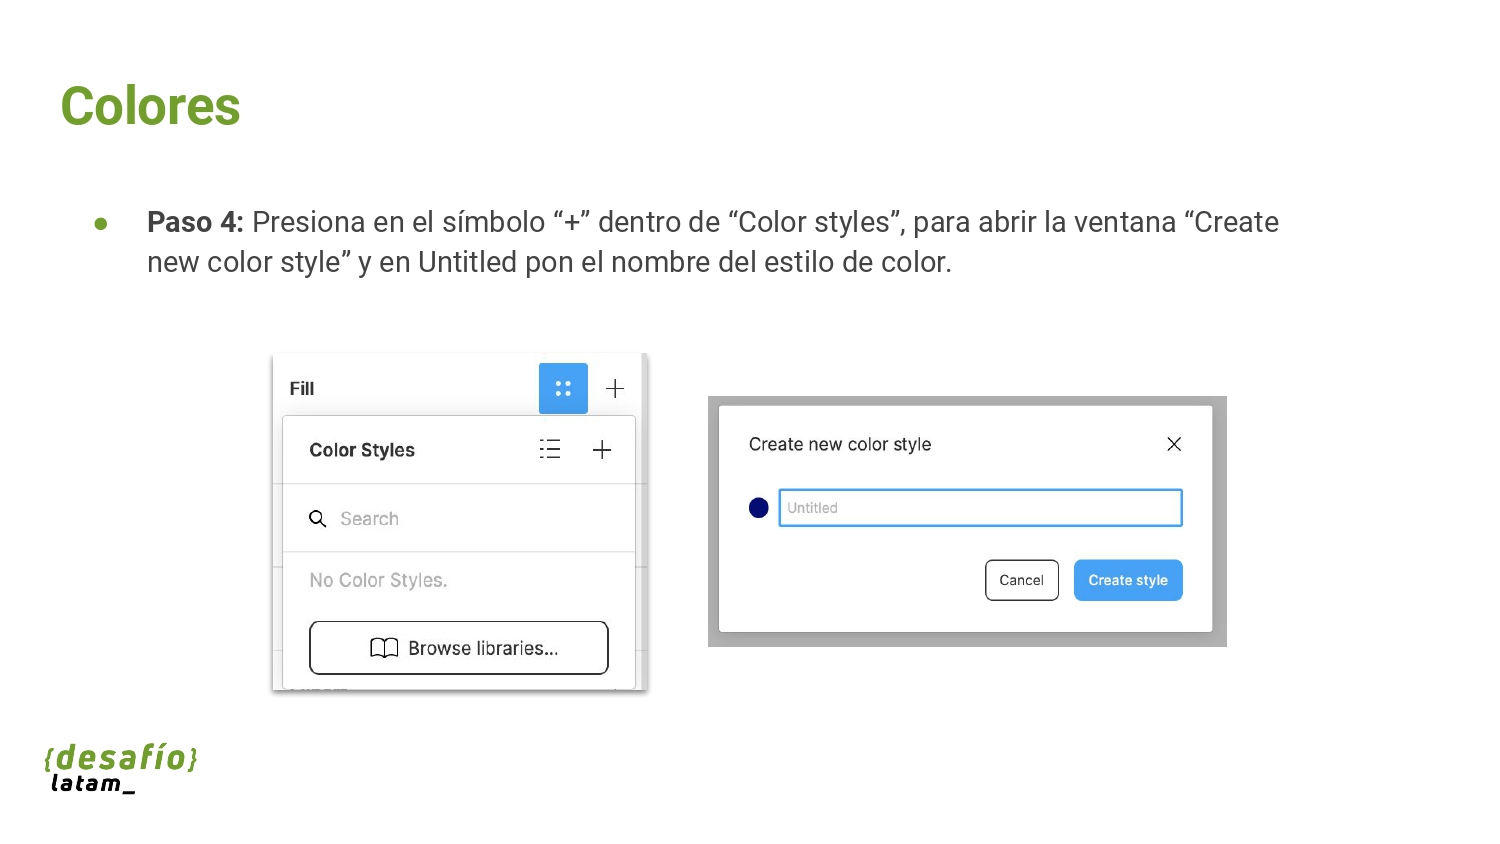 Colores
● Paso 4: Presiona en el símbolo “+” dentro de “Color styles”, para abrir la ventana “Create
new color style” y en Untitled pon el nombre del estilo de color.
Fill
Color Styles
Search
No Color Styles.
Browse libraries...
Create new color style
Untitled
Cancel
Create style
{desafío}
latam_